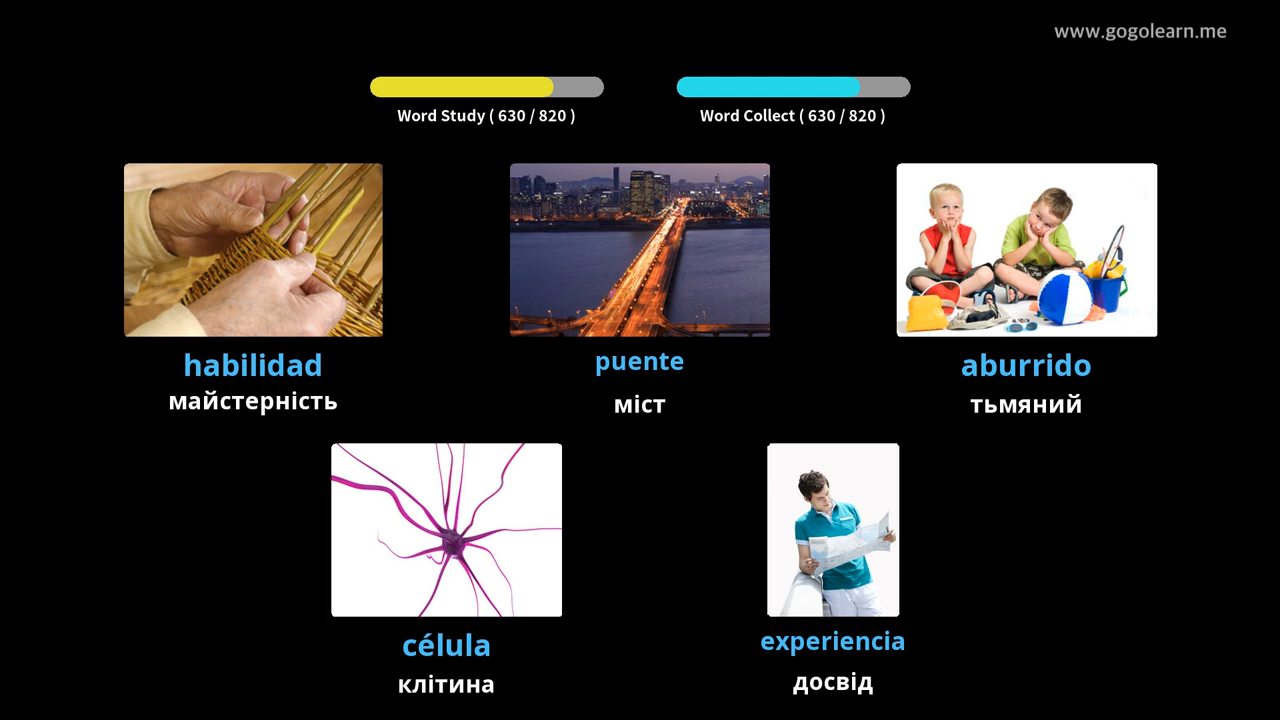 www.gogolearn.me
Word Study ( 630 / 820 )
Word Collect ( 630 / 820 )
habilidad
майстерність
puente
міст
aburrido
тьмяний
célula
клітина
experiencia
досвід